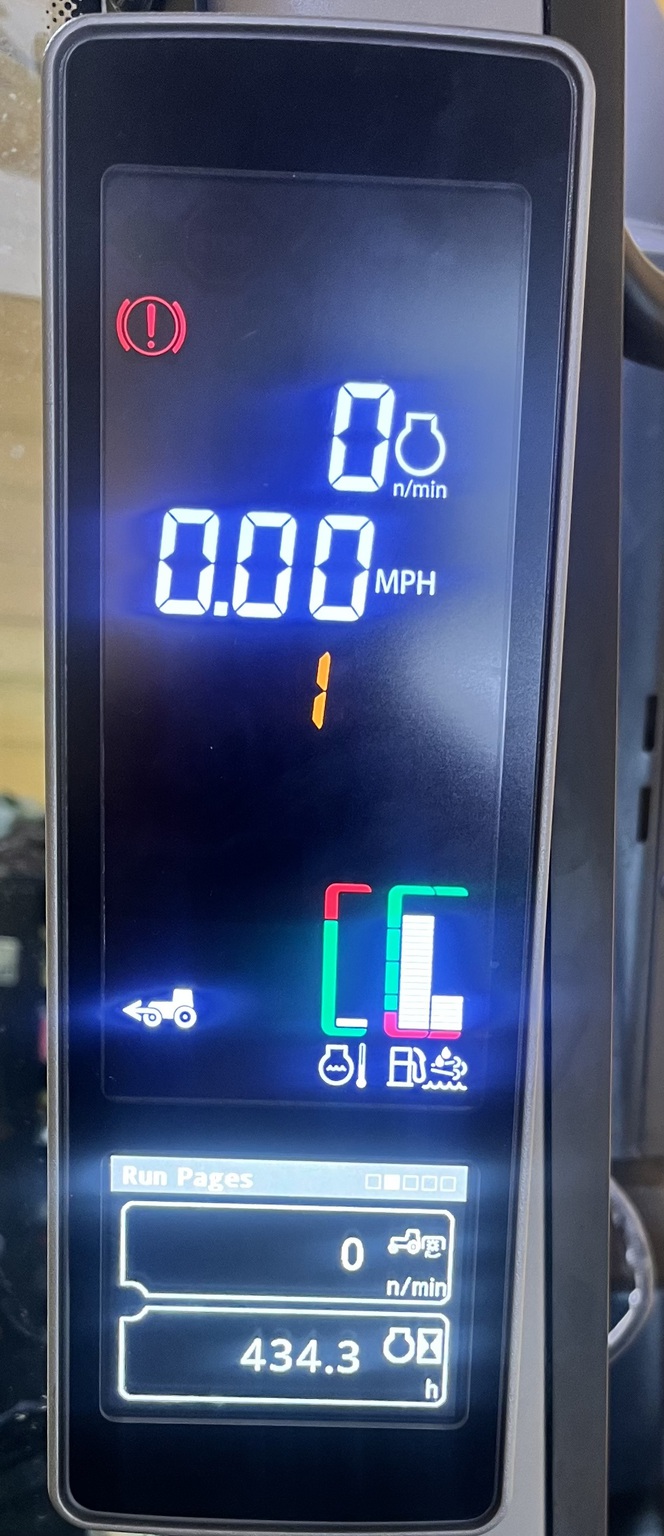 0
n/min
0.00 MPH
1
Run Pages
0
n/min
434.3
h